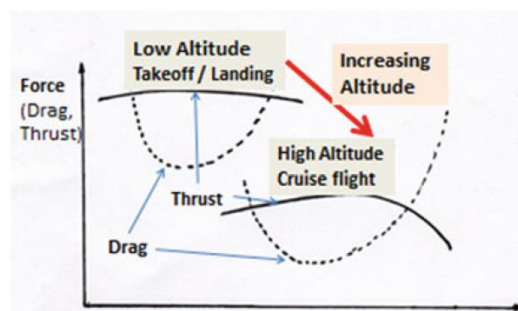 Low Altitude
Takeoff / Landing
Increasing
Altitude
Force
(Drag,
Thrust)
High Altitude
Cruise flight
Thrust
Drag